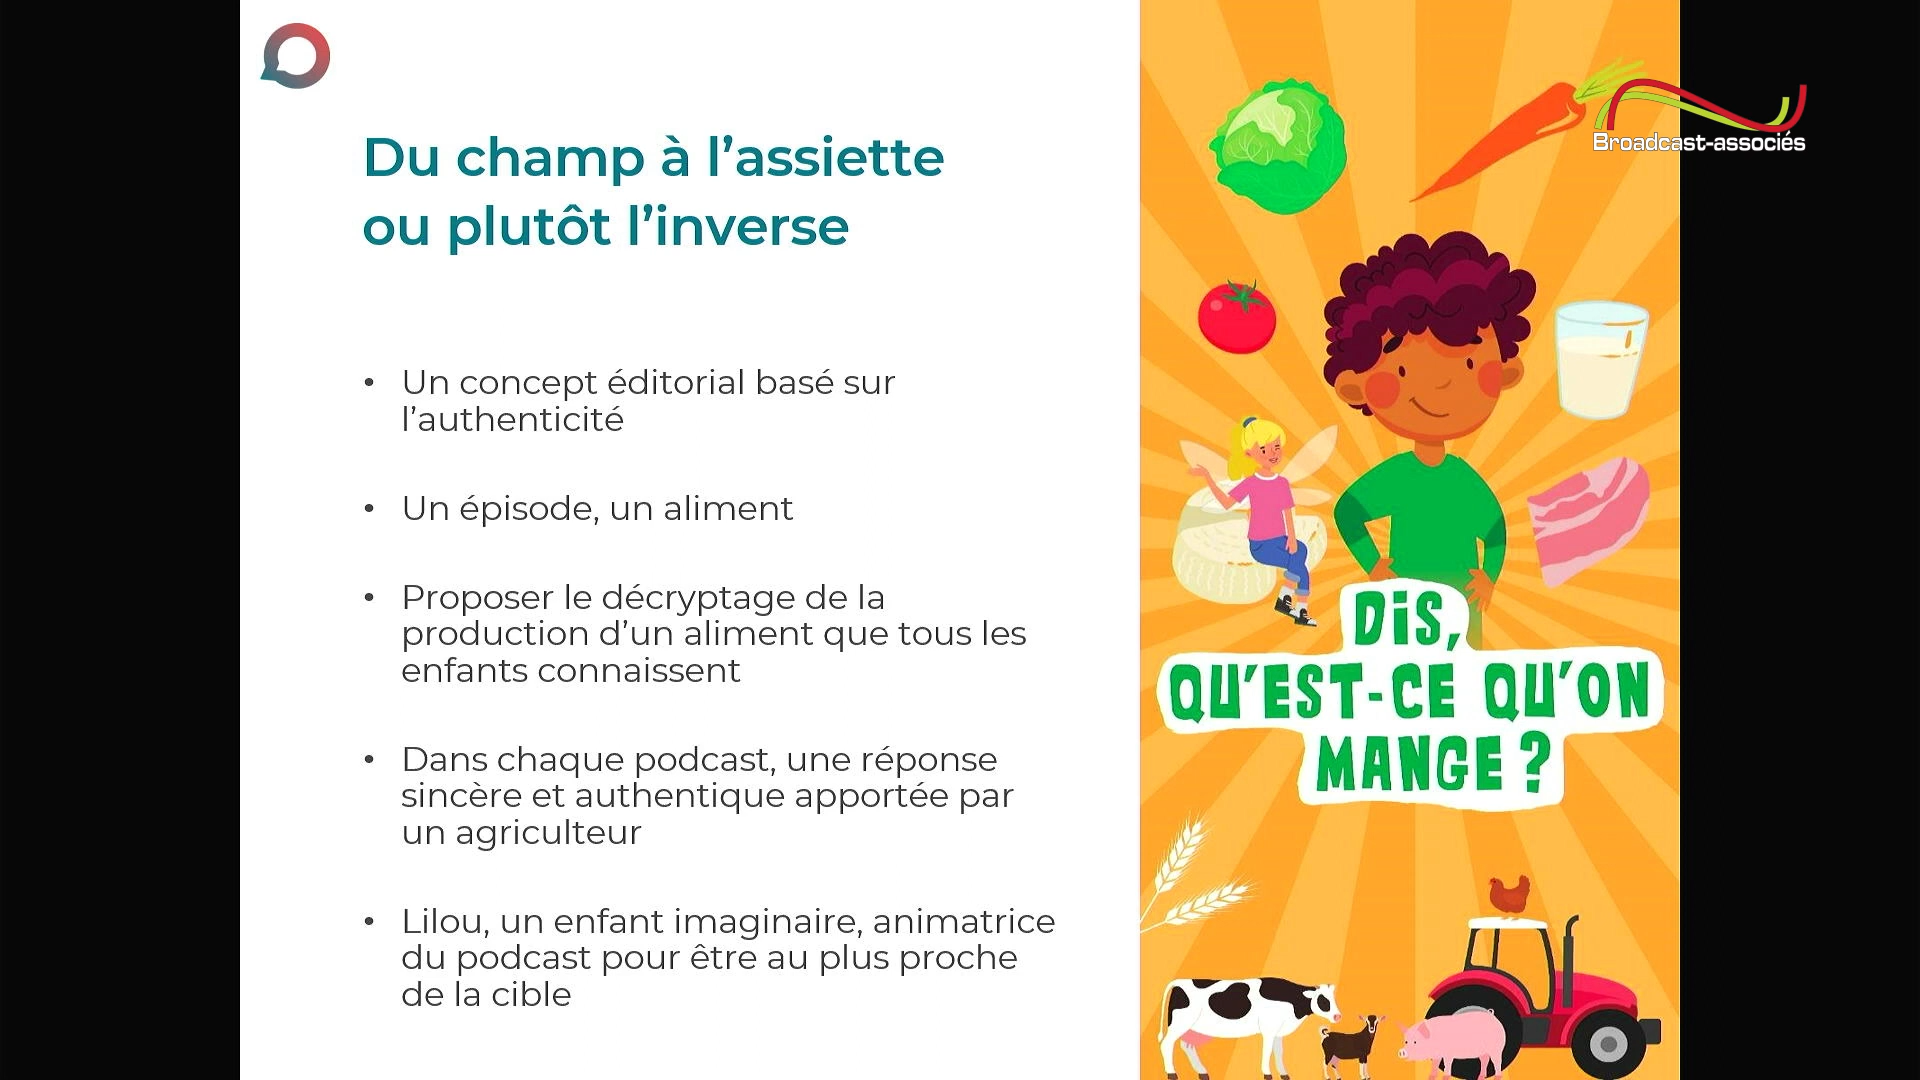 Du champ à l’assiette
ou plutôt l’inverse
• Un concept éditorial basé sur
l’authenticité
• Un épisode, un aliment
• Proposer le décryptage de la
production d’un aliment que tous les
enfants connaissent
• Dans chaque podcast, une réponse
sincère et authentique apportée par
un agriculteur
• Lilou, un enfant imaginaire, animatrice
du podcast pour être au plus proche
de la cible
Broadcast-associés
DiS,
QU’EST-CE QU’ON
MANGE ?